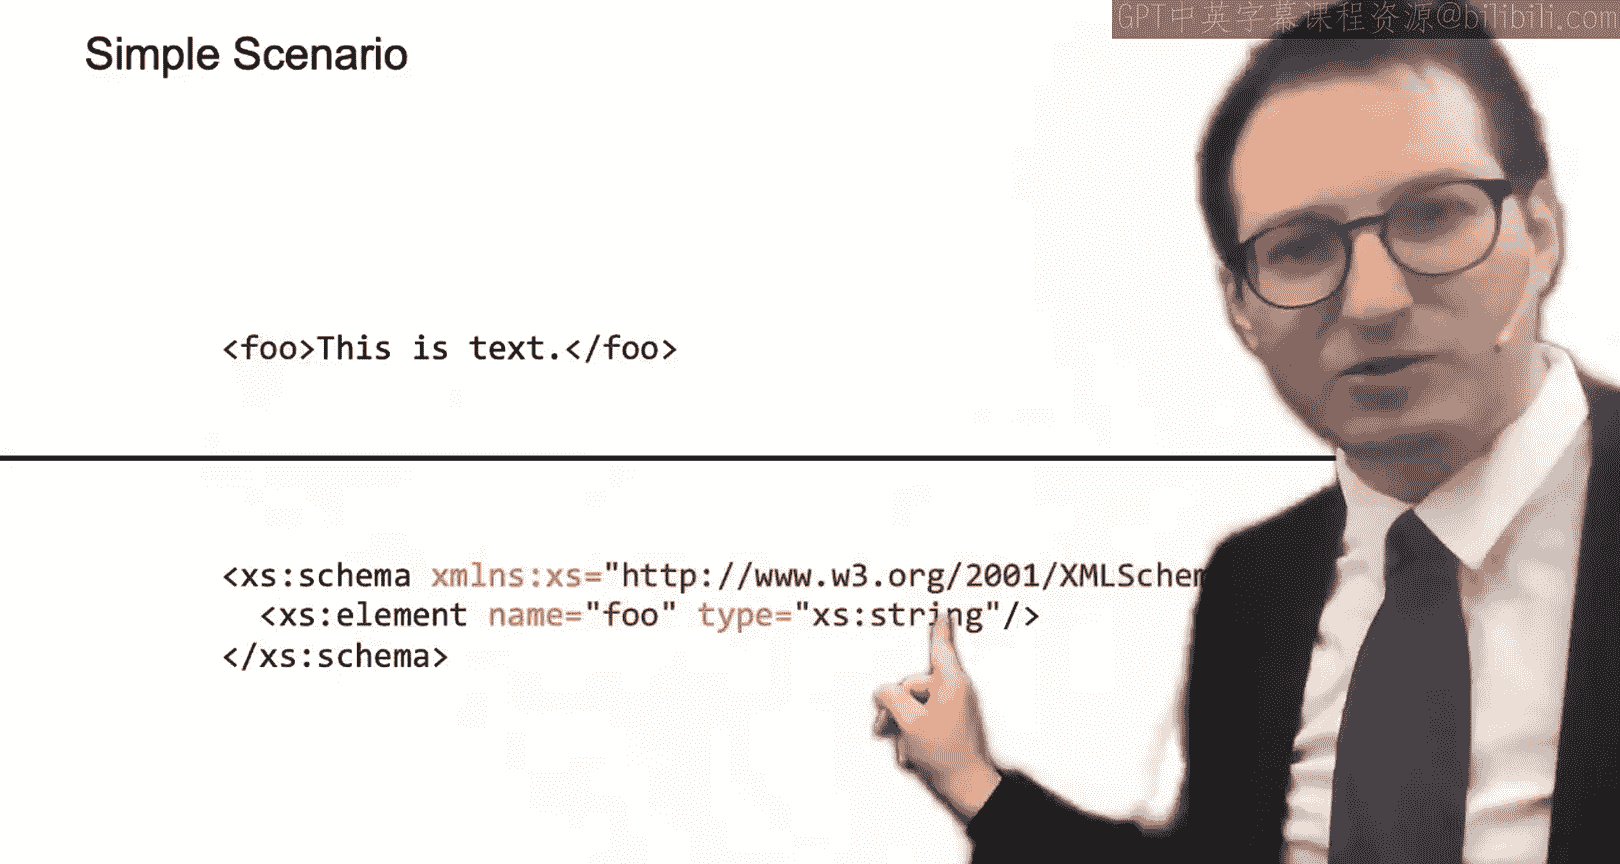 GPT中英字幕课程资源@bilibili.com
Simple Scenario
<foo>This is text.</foo>
<xs:schema xmlns:xs="http://www.w3.org/2001/XMLSchem
<xs:element name="foo" type="xs:string"/>
</xs:schema>